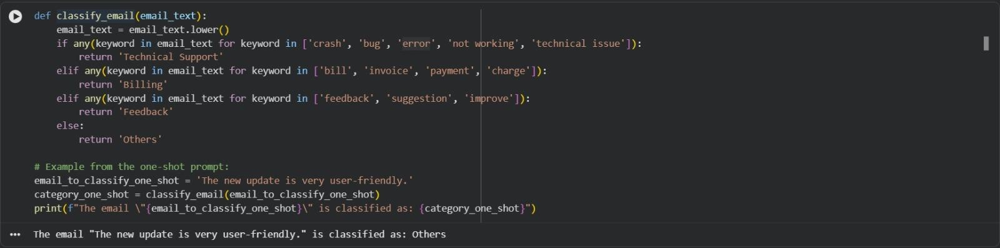 def classify_email(email_text):
    email_text = email_text.lower()
    if any(keyword in email_text for keyword in ['crash', 'bug', 'error', 'not working', 'technical issue']):
        return 'Technical Support'
    elif any(keyword in email_text for keyword in ['bill', 'invoice', 'payment', 'charge']):
        return 'Billing'
    elif any(keyword in email_text for keyword in ['feedback', 'suggestion', 'improve']):
        return 'Feedback'
    else:
        return 'Others'
# Example from the one-shot prompt:
email_to_classify_one_shot = 'The new update is very user-friendly.'
category_one_shot = classify_email(email_to_classify_one_shot)
print(f"The email \"{email_to_classify_one_shot}\" is classified as: {category_one_shot}")
The email "The new update is very user-friendly." is classified as: Others